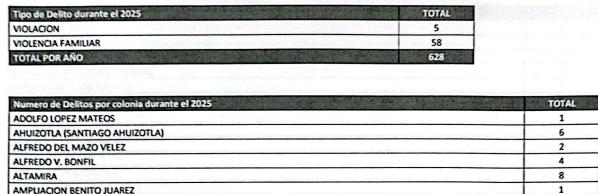 Tipo de Delito durante el 2025 TOTAL
VIOLACION 5
VIOLENCIA FAMILIAR 58
TOTAL POR AÑO 628
Numero de Delitos por colonia durante el 2025 TOTAL
ADOLFO LOPEZ MATEOS 1
AHUIZOTLA (SANTIAGO AHUIZOTLA) 6
ALFREDO DEL MAZO VELEZ 2
ALFREDO V. BONFIL 4
ALTAMIRA 8
AMPLIACION BENITO JUAREZ 1